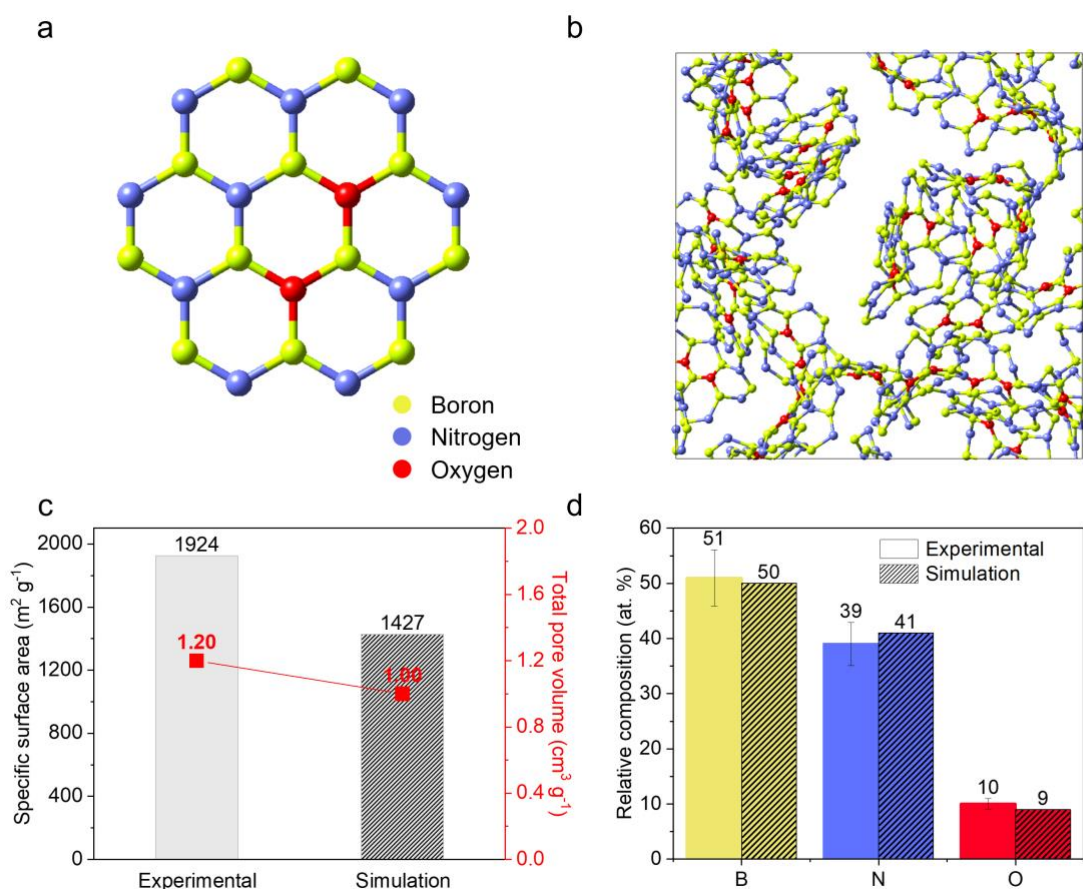 a
Boron
Nitrogen
Oxygen
b
c
Specific surface area (m² g⁻¹)
2000
1600
1200
800
400
0
1924
1427
1.20
1.00
Experimental
Simulation
2.0
1.6
1.2
0.8
0.4
0.0
Total pore volume (cm³ g⁻¹)
d
Relative composition (at. %)
60
50
40
30
20
10
0
51
50
39
41
10
9
Experimental
Simulation
B
N
O